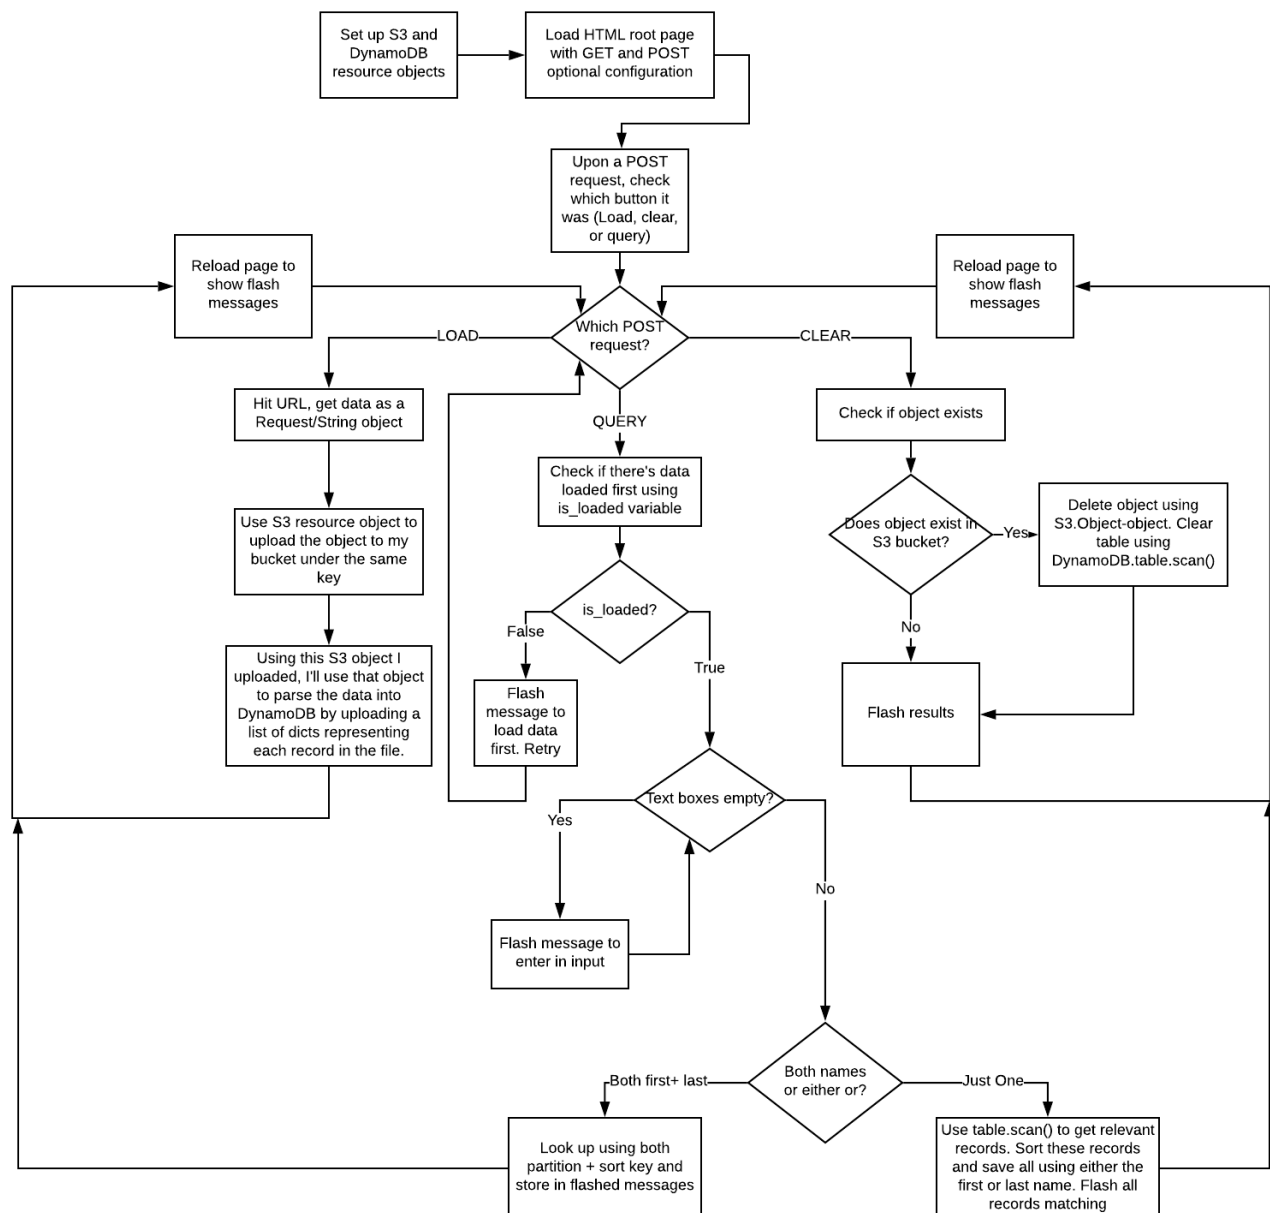 Set up S3 and
DynamoDB
resource objects
Load HTML root page
with GET and POST
optional configuration
Upon a POST
request, check
which button it
was (Load, clear,
or query)
Reload page to
show flash
messages
Reload page to
show flash
messages
Which POST
request?
LOAD
CLEAR
QUERY
Hit URL, get data as a
Request/String object
Check if object exists
Check if there's data
loaded first using
is_loaded variable
Use S3 resource object to
upload the object to my
bucket under the same
key
Does object exist in
S3 bucket?
Yes
Delete object using
S3.Object-object. Clear
table using
DynamoDB.table.scan()
is_loaded?
False
True
No
Using this S3 object I
uploaded, I'll use that object
to parse the data into
DynamoDB by uploading a
list of dicts representing
each record in the file.
Flash
message to
load data
first. Retry
Flash results
Text boxes empty?
Yes
No
Flash message to
enter in input
Both names
or either or?
Both first+ last
Just One
Look up using both
partition + sort key and
store in flashed messages
Use table.scan() to get relevant
records. Sort these records
and save all using either the
first or last name. Flash all
records matching